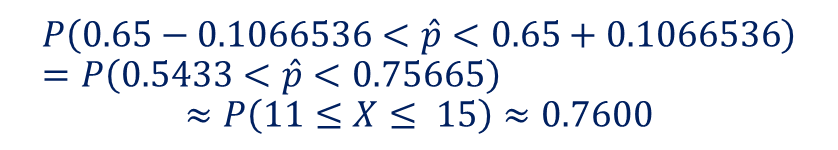 P(0.65 − 0.1066536 < p̂ < 0.65 + 0.1066536)
= P(0.5433 < p̂ < 0.75665)
≈ P(11 ≤ X ≤ 15) ≈ 0.7600